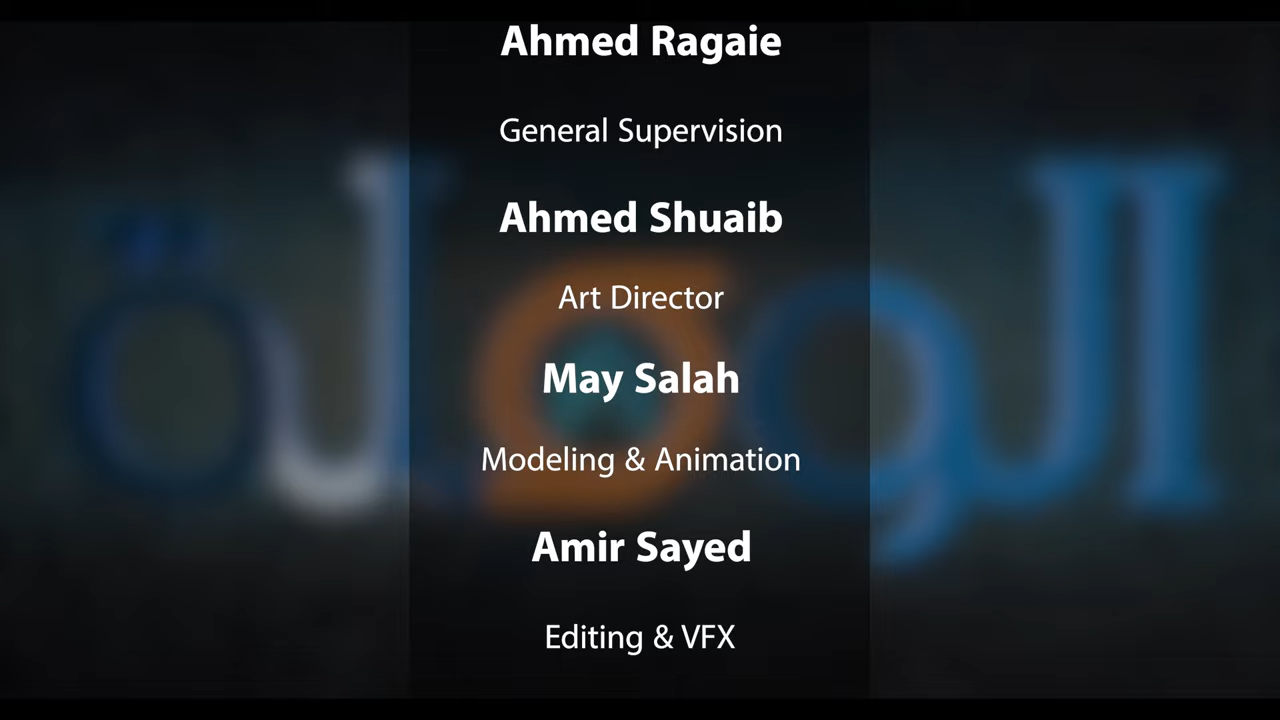 Ahmed Ragaie
General Supervision
Ahmed Shuaib
Art Director
May Salah
Modeling & Animation
Amir Sayed
Editing & VFX